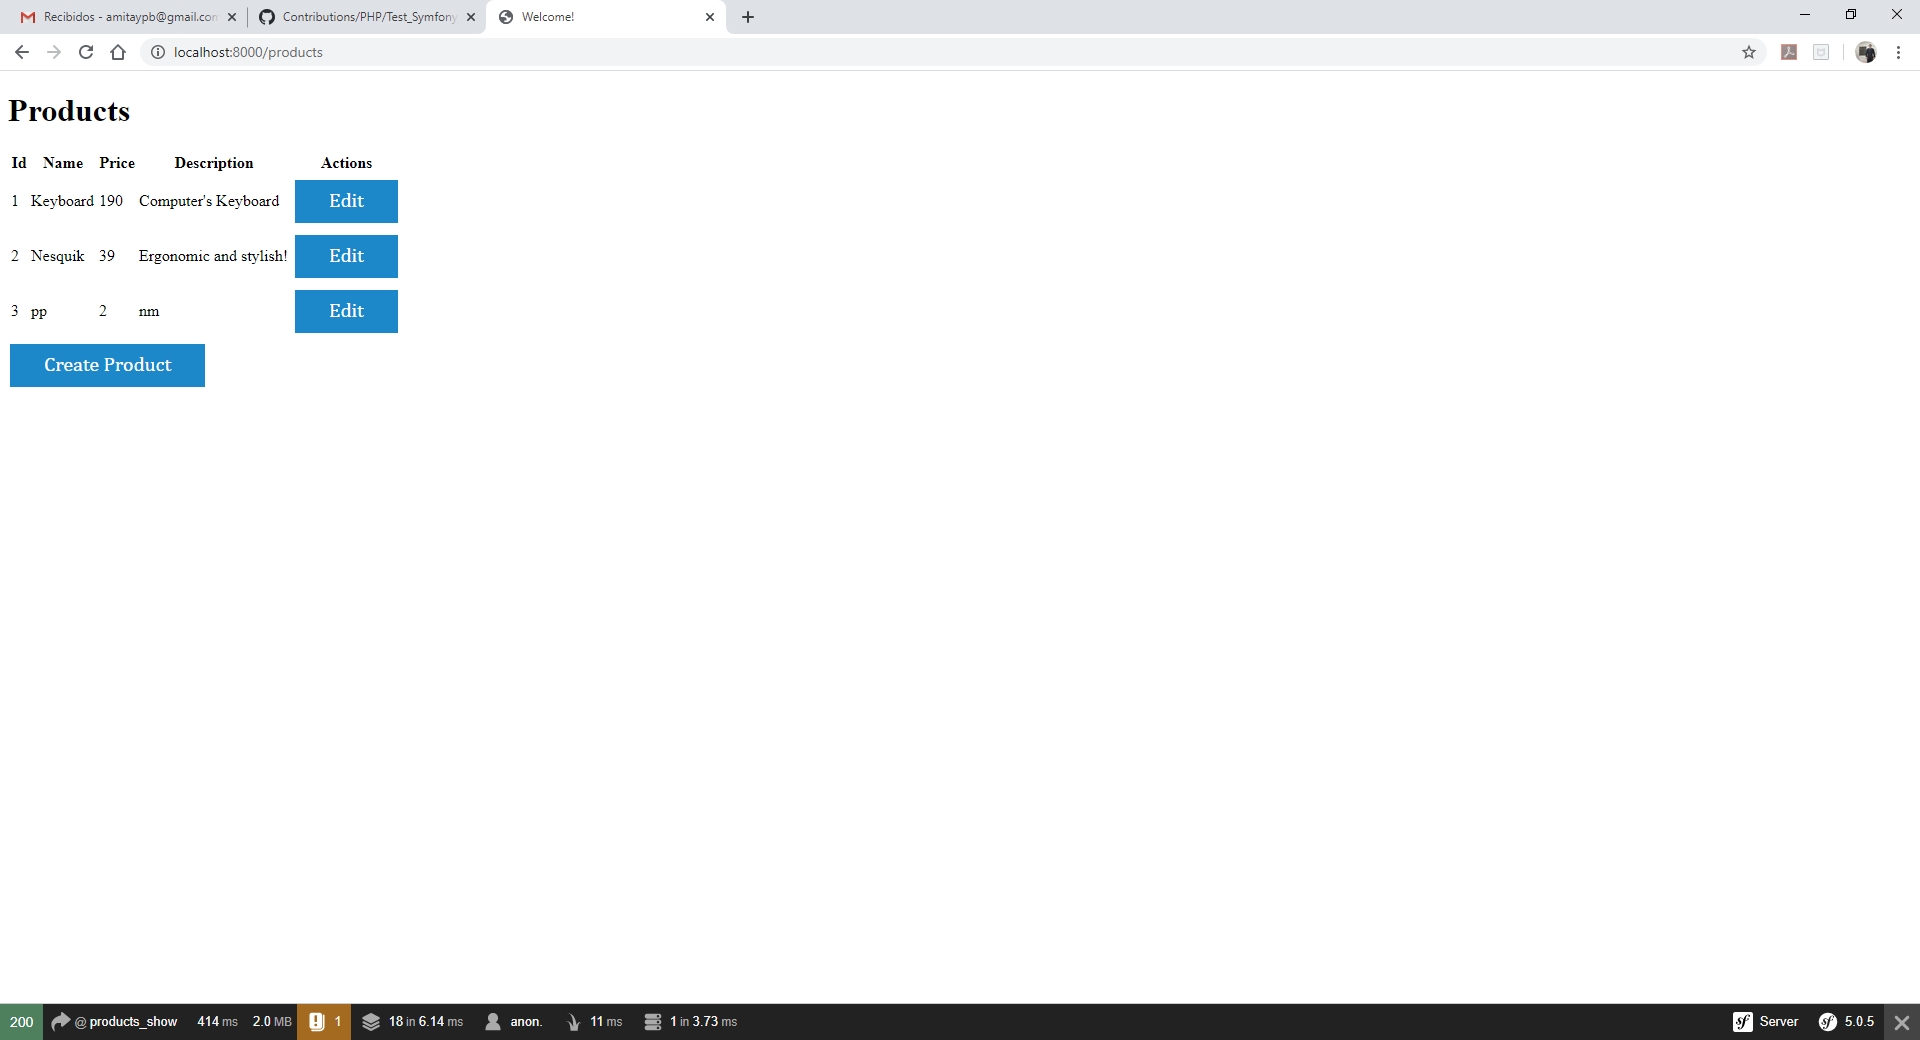 Recibidos - amitaypb@gmail.com
Contributions/PHP/Test_Symfony
Welcome!
localhost:8000/products
Products
Id Name Price Description Actions
1 Keyboard 190 Computer's Keyboard Edit
2 Nesquik 39 Ergonomic and stylish! Edit
3 pp 2 nm Edit
Create Product
200 @ products_show 414 ms 2.0 MB 1 18 in 6.14 ms anon. 11 ms 1 in 3.73 ms sf Server sf 5.0.5